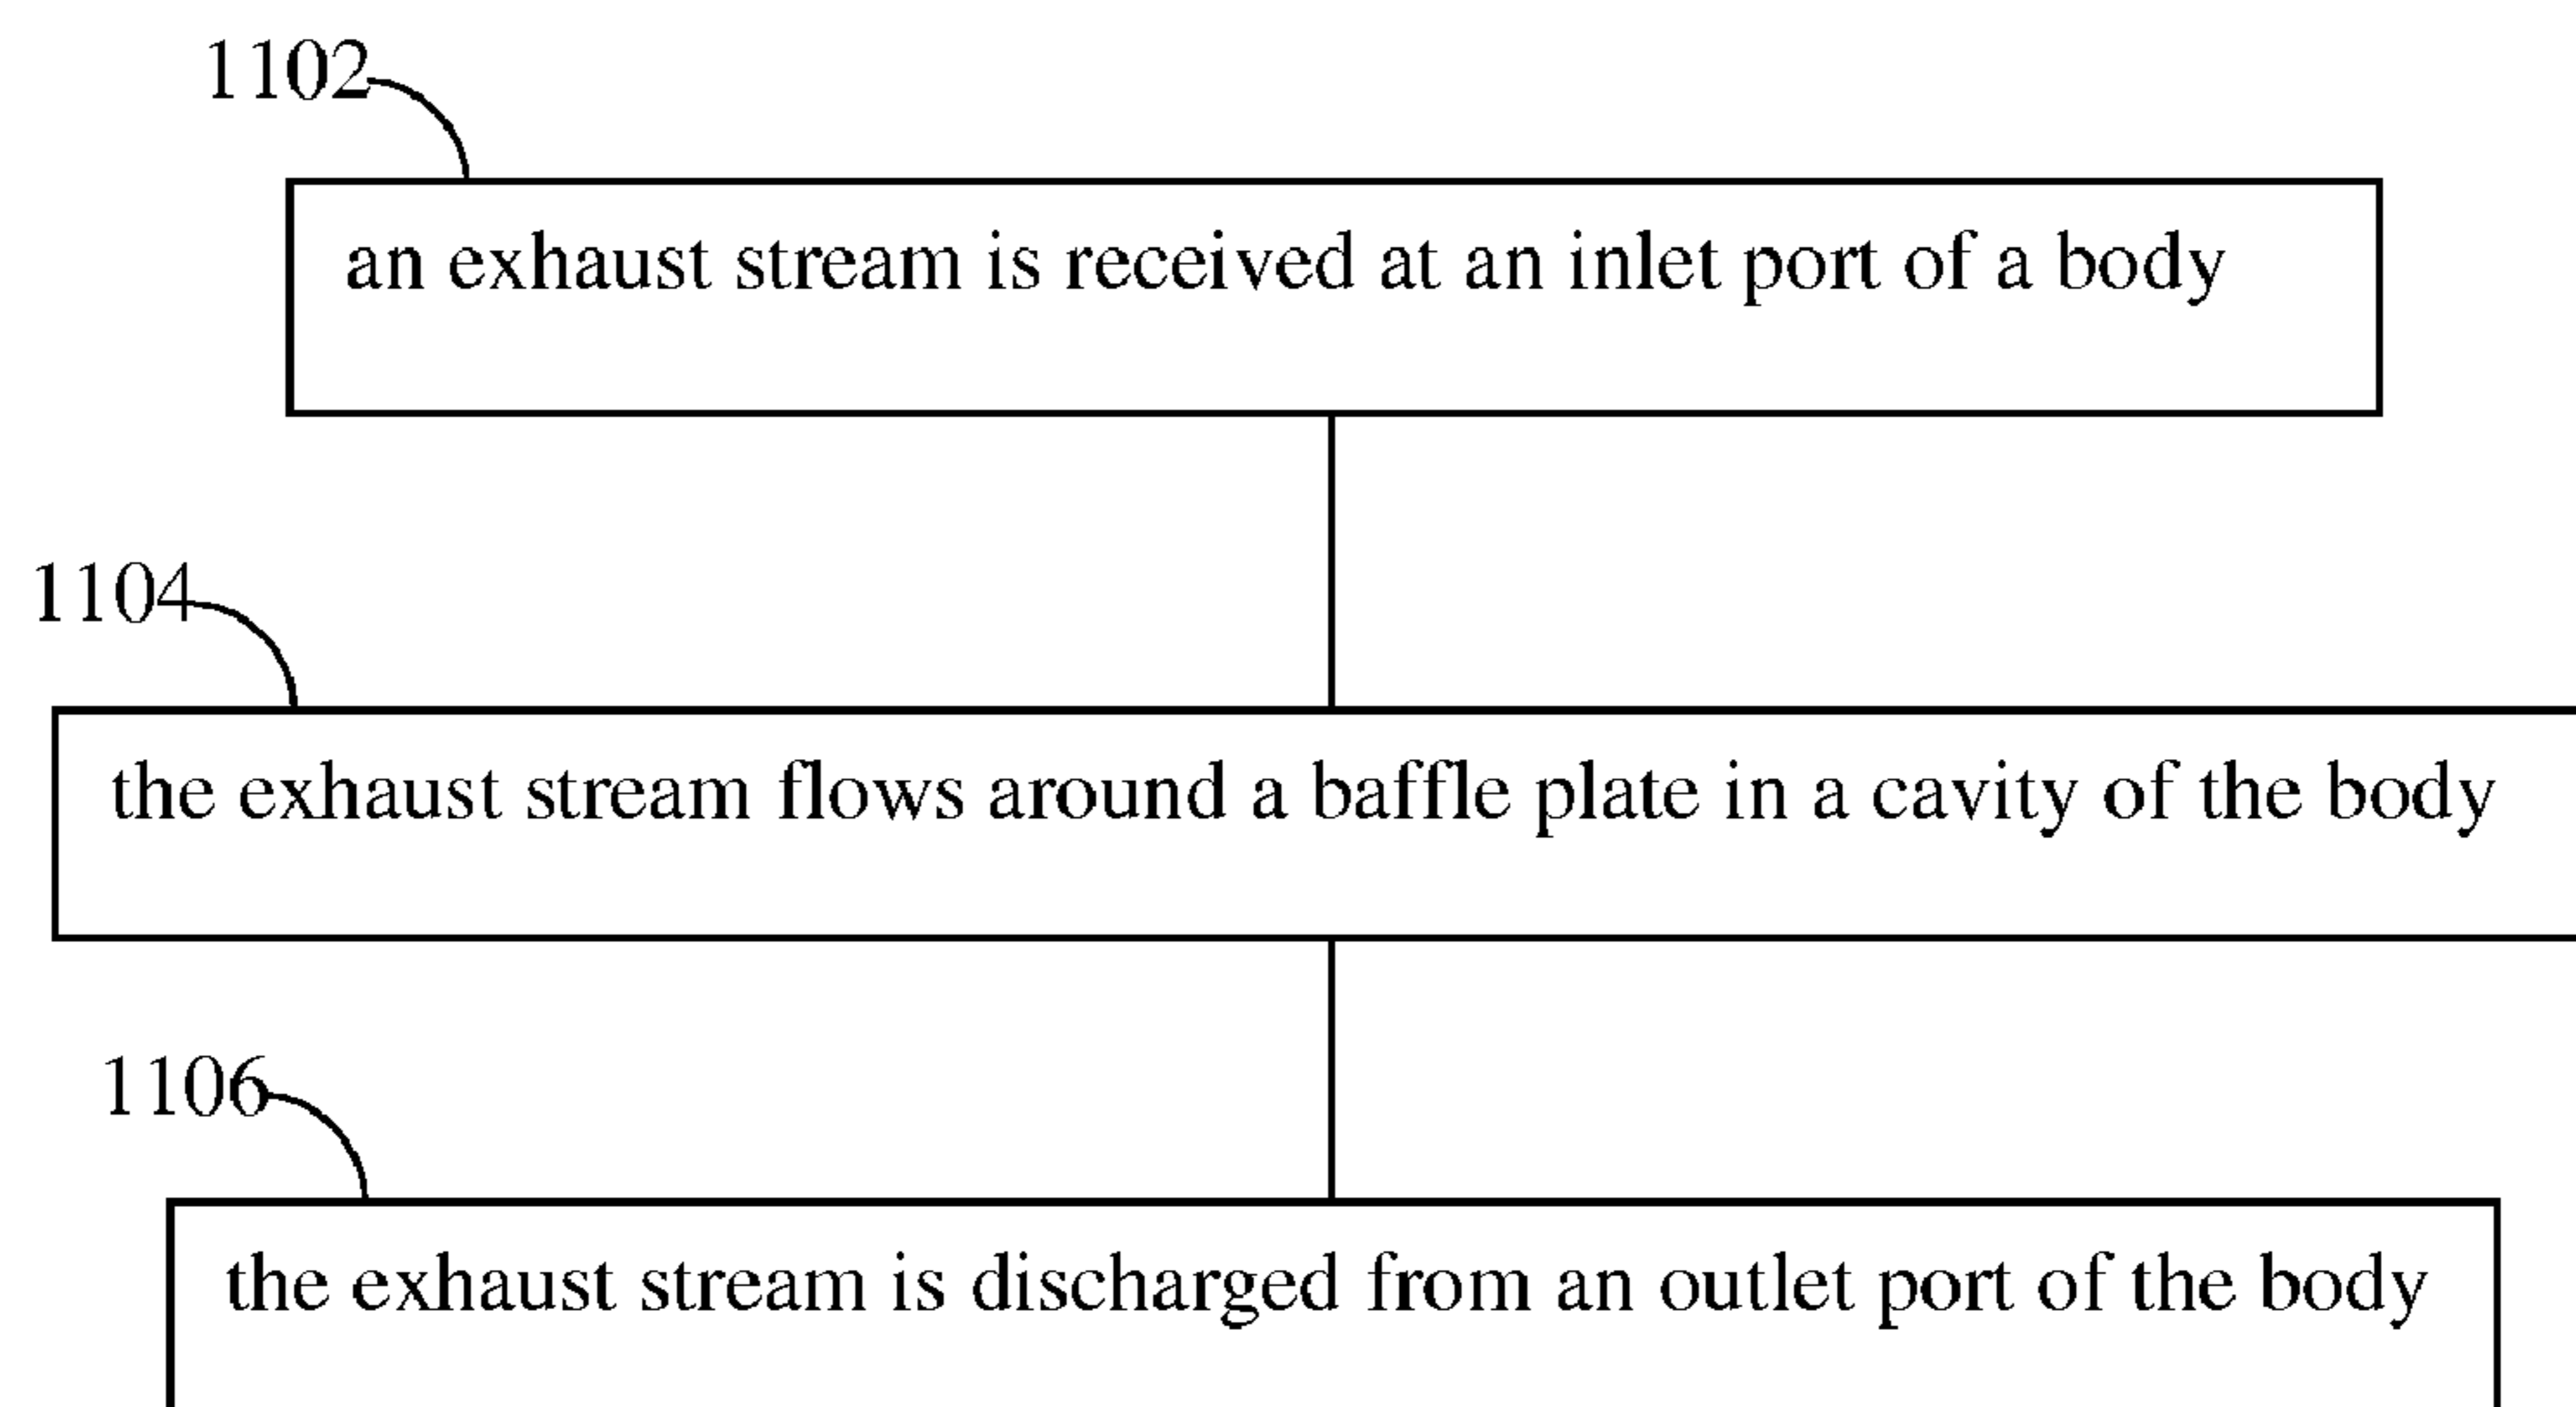 1102
an exhaust stream is received at an inlet port of a body
1104
the exhaust stream flows around a baffle plate in a cavity of the body
1106
the exhaust stream is discharged from an outlet port of the body